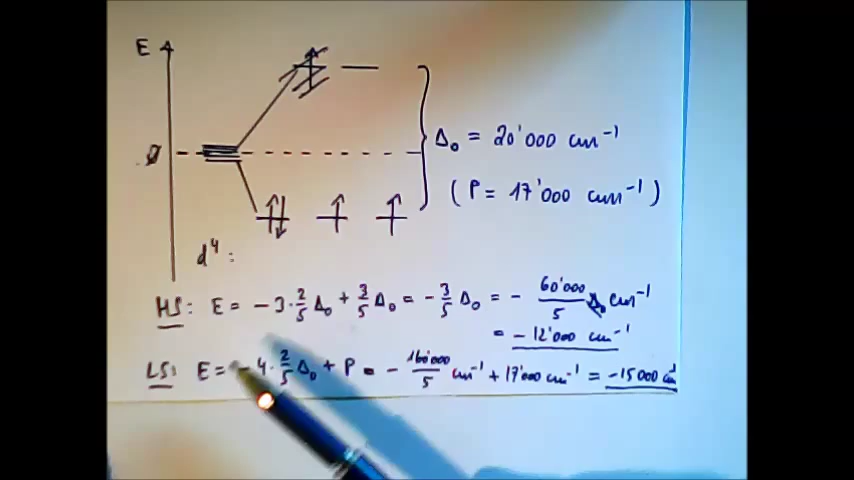 E
Δ₀ = 20'000 cm⁻¹
0
(P = 17'000 cm⁻¹)
d⁴:
HS: E = -3·2/5 Δ₀ + 3/5 Δ₀ = -3/5 Δ₀ = - 60'000/5 cm⁻¹
= -12'000 cm⁻¹
LS: E = -4·2/5 Δ₀ + P = - 160'000/5 cm⁻¹ + 17'000 cm⁻¹ = -15000 cm⁻¹